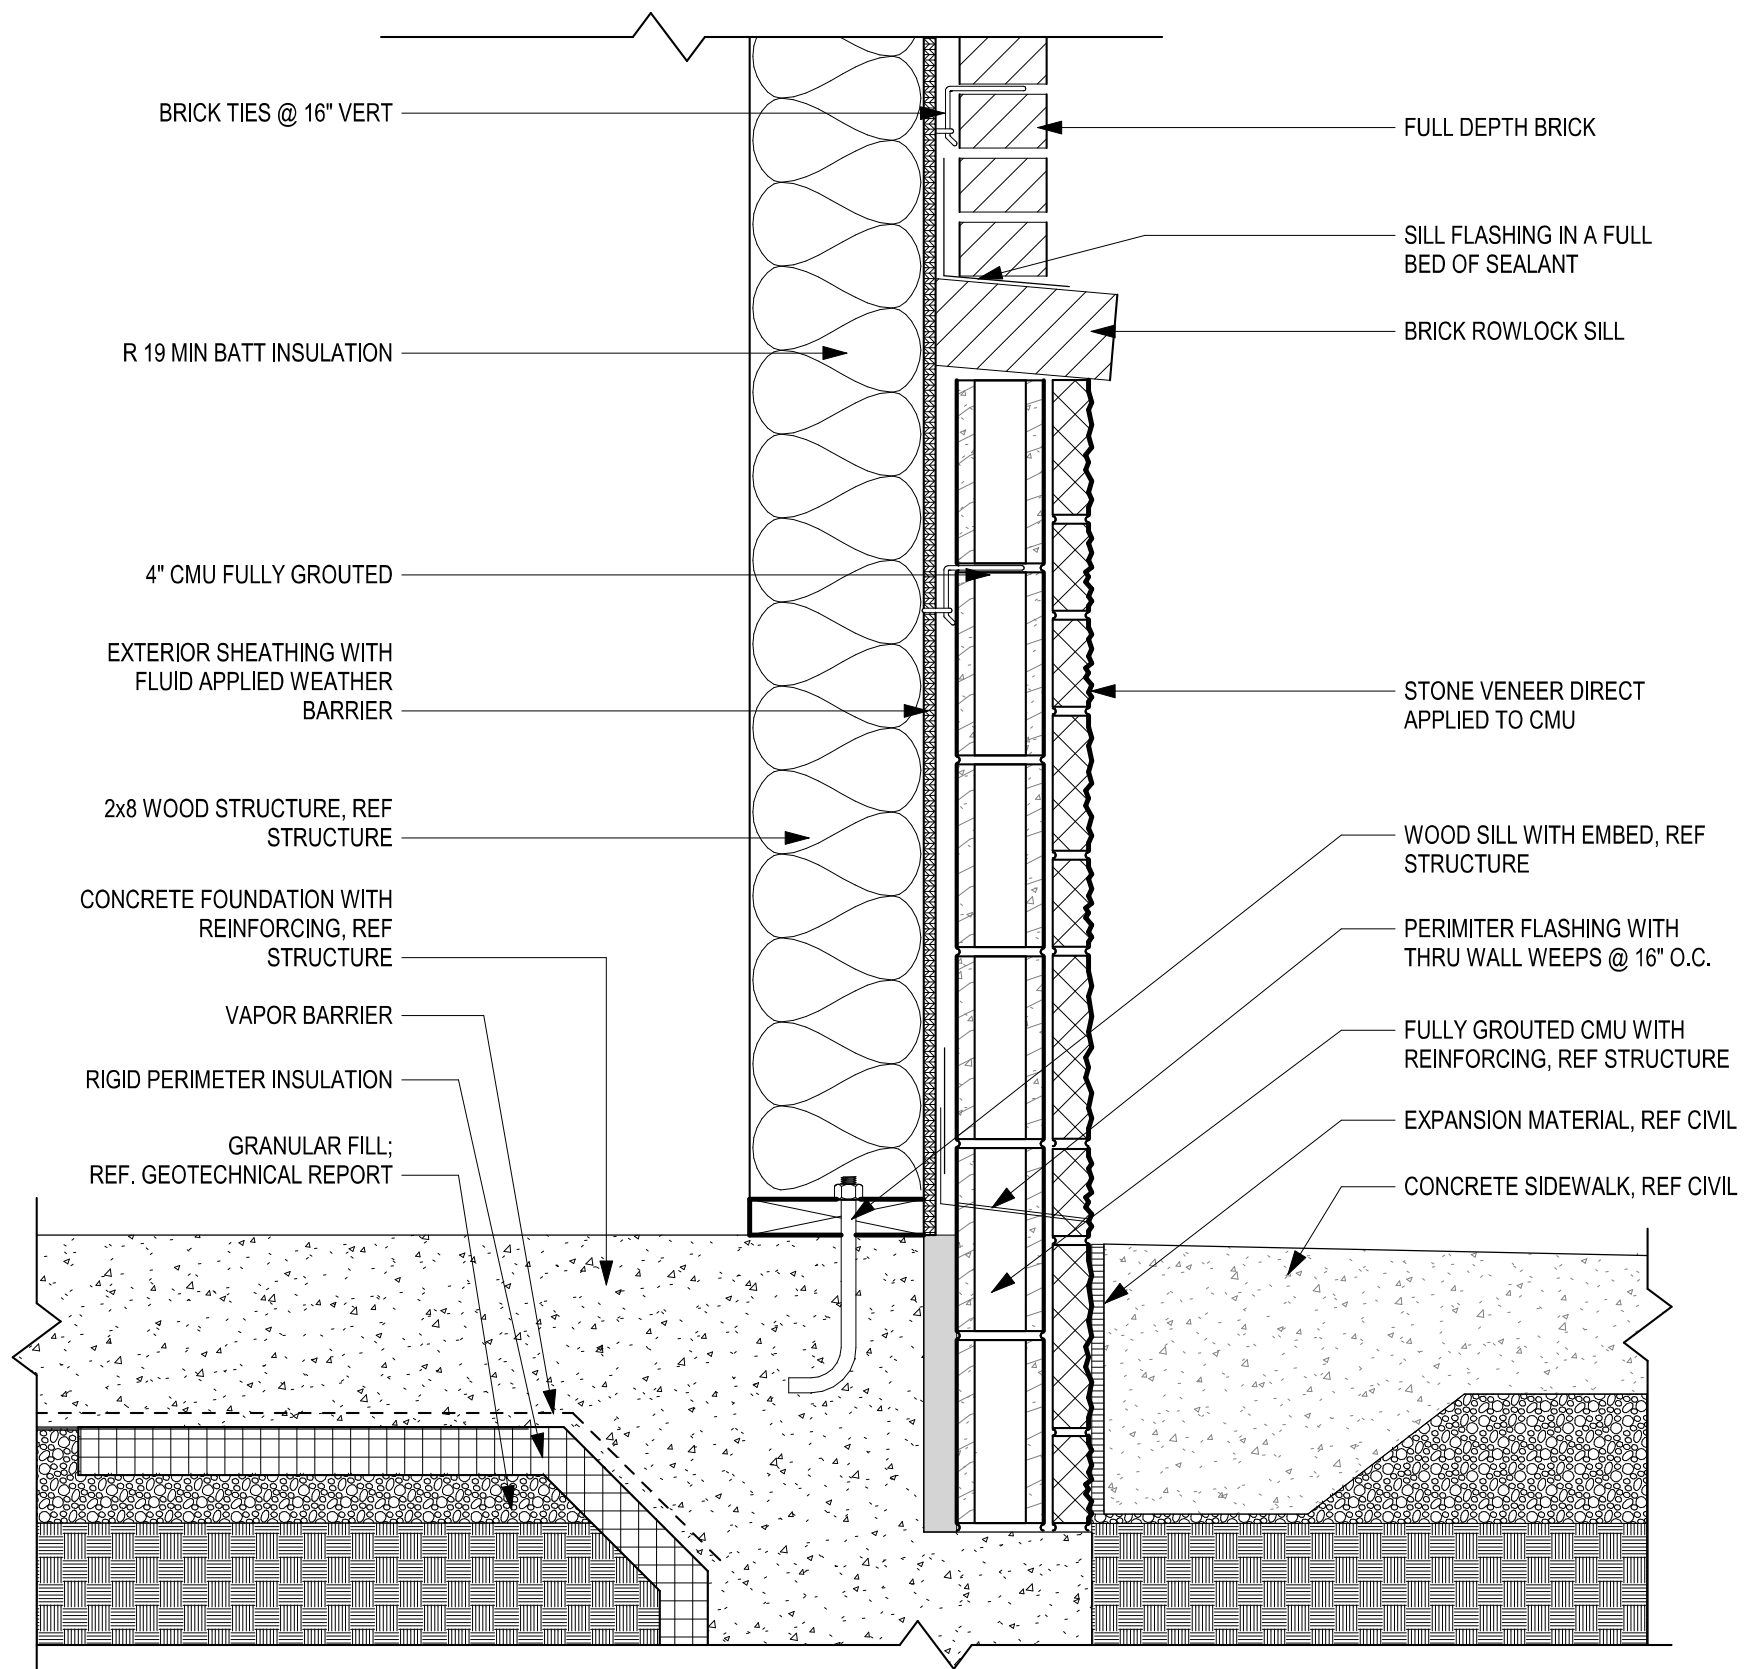 BRICK TIES @ 16" VERT
R 19 MIN BATT INSULATION
4" CMU FULLY GROUTED
EXTERIOR SHEATHING WITH
FLUID APPLIED WEATHER
BARRIER
2x8 WOOD STRUCTURE, REF
STRUCTURE
CONCRETE FOUNDATION WITH
REINFORCING, REF
STRUCTURE
VAPOR BARRIER
RIGID PERIMETER INSULATION
GRANULAR FILL;
REF. GEOTECHNICAL REPORT
FULL DEPTH BRICK
SILL FLASHING IN A FULL
BED OF SEALANT
BRICK ROWLOCK SILL
STONE VENEER DIRECT
APPLIED TO CMU
WOOD SILL WITH EMBED, REF
STRUCTURE
PERIMITER FLASHING WITH
THRU WALL WEEPS @ 16" O.C.
FULLY GROUTED CMU WITH
REINFORCING, REF STRUCTURE
EXPANSION MATERIAL, REF CIVIL
CONCRETE SIDEWALK, REF CIVIL